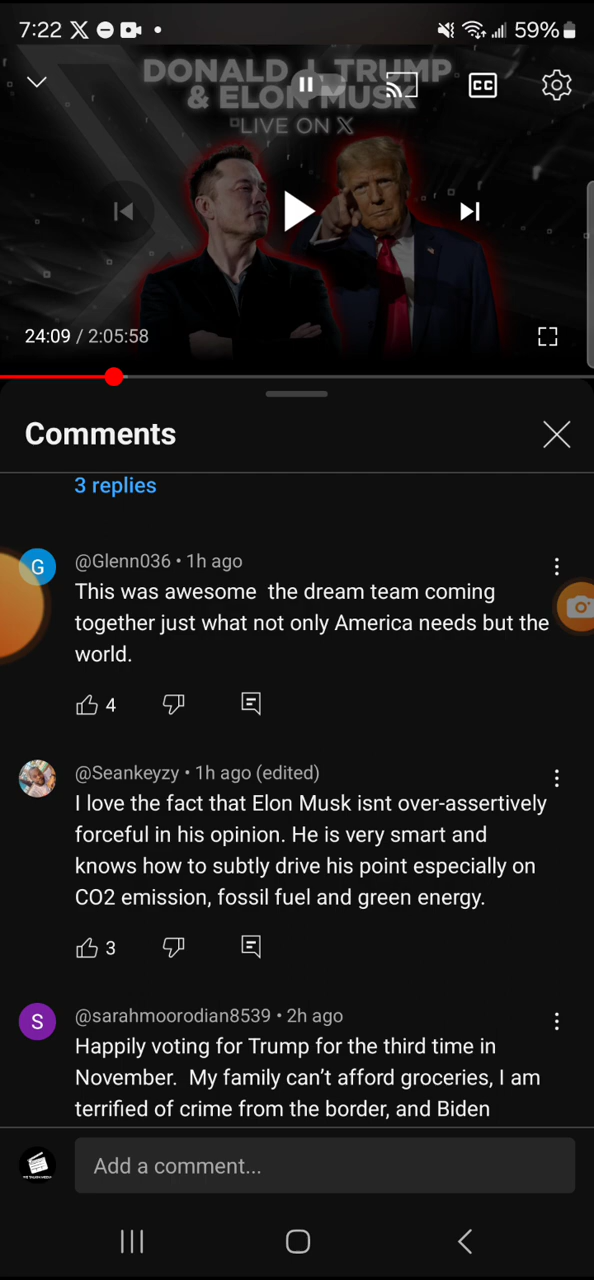 7:22 X 59%
DONALD J. TRUMP
& ELON MUSK
LIVE ON X
CC
24:09 / 2:05:58
Comments
3 replies
G
@Glenn036 • 1h ago
This was awesome  the dream team coming
together just what not only America needs but the
world.
4
@Seankeyzy • 1h ago (edited)
I love the fact that Elon Musk isnt over-assertively
forceful in his opinion. He is very smart and
knows how to subtly drive his point especially on
CO2 emission, fossil fuel and green energy.
3
S
@sarahmoorodian8539 • 2h ago
Happily voting for Trump for the third time in
November.  My family can’t afford groceries, I am
terrified of crime from the border, and Biden
Add a comment...